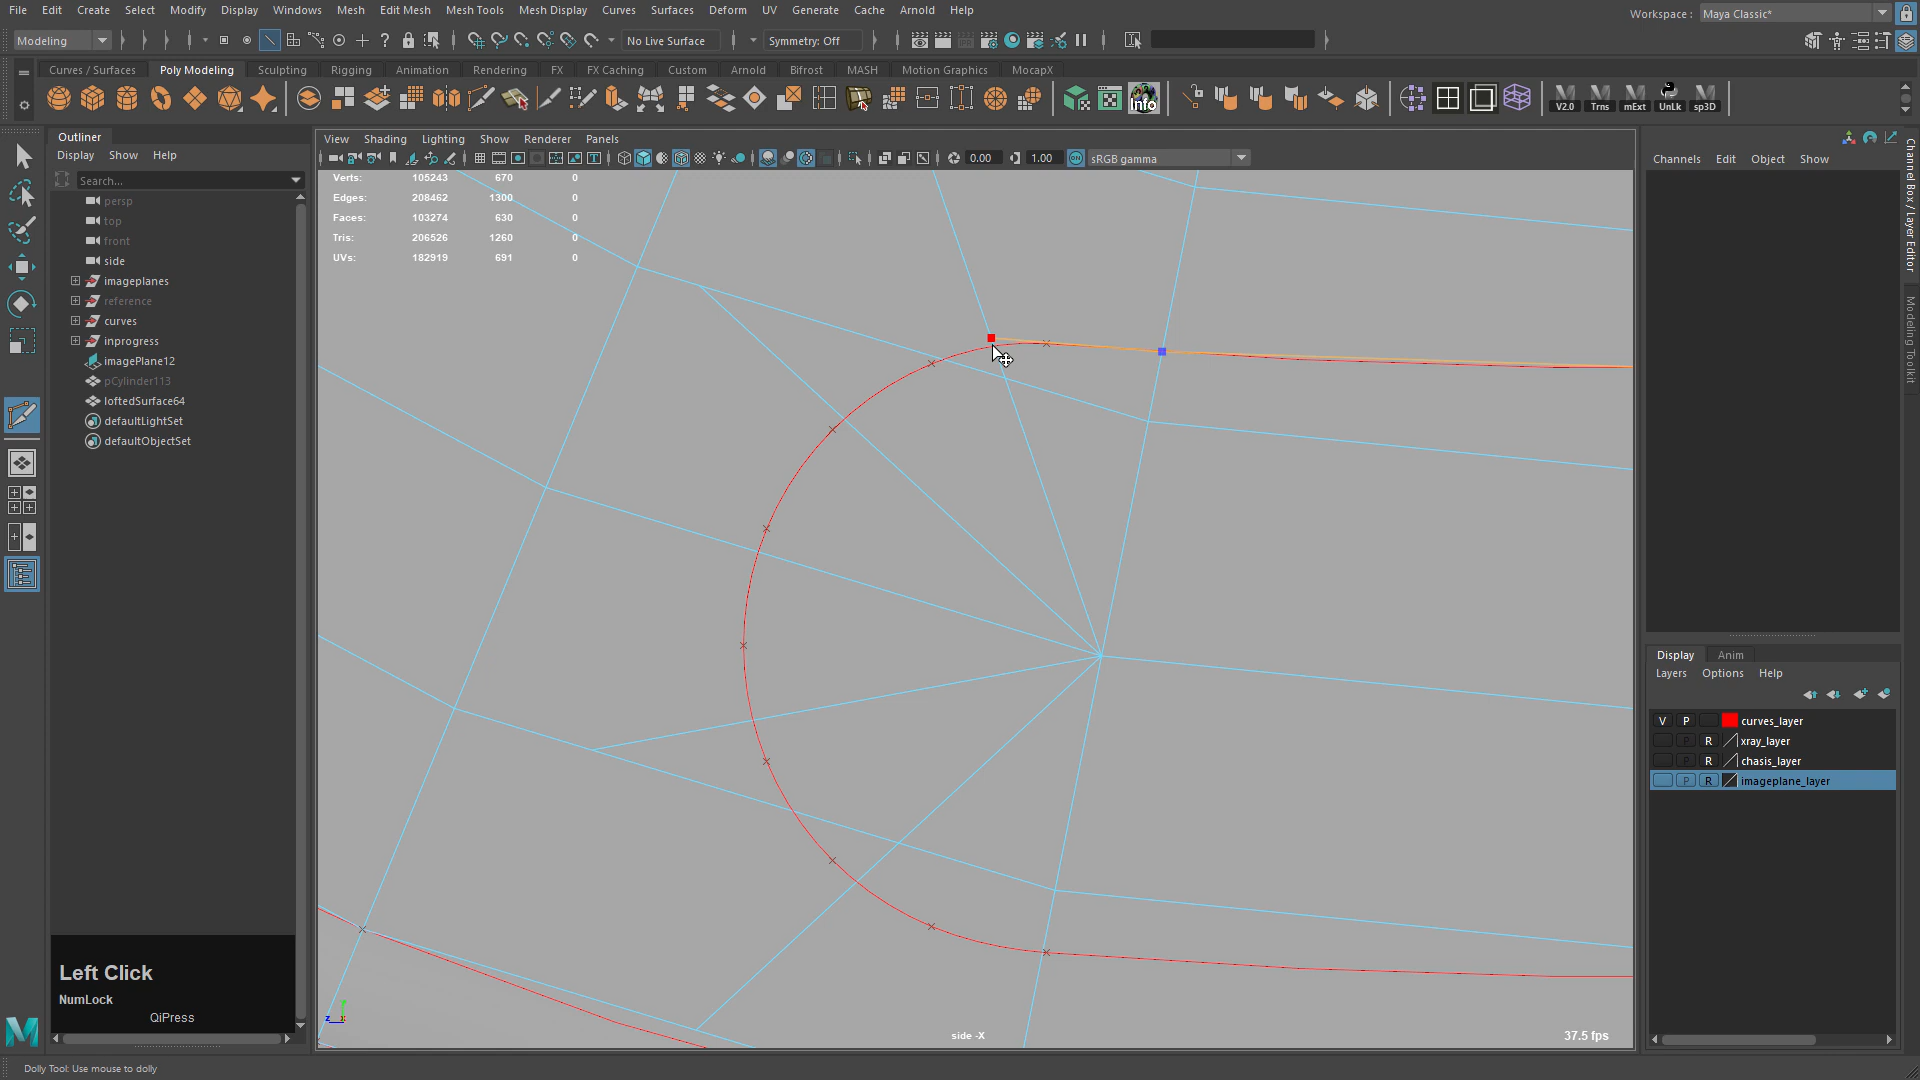 File Edit Create Select Modify Display Windows Mesh Edit Mesh Mesh Tools Mesh Display Curves Surfaces Deform UV Generate Cache Arnold Help
Workspace : Maya Classic*
Modeling
No Live Surface
Symmetry: Off
Curves / Surfaces Poly Modeling Sculpting Rigging Animation Rendering FX FX Caching Custom Arnold Bifrost MASH Motion Graphics MocapX
Info
V2.0 Trns mExt UnLk sp3D
Outliner
Display Show Help
Search...
persp
top
front
side
imageplanes
reference
curves
inprogress
imagePlane12
pCylinder113
loftedSurface64
defaultLightSet
defaultObjectSet
Left Click
NumLock
QiPress
View Shading Lighting Show Renderer Panels
0.00 1.00 ON sRGB gamma
Verts: 105243 670 0
Edges: 208462 1300 0
Faces: 103274 630 0
Tris: 206526 1260 0
UVs: 182919 691 0
z x
side -X
37.5 fps
Channels Edit Object Show
Channel Box / Layer Editor
Modeling Toolkit
Display Anim
Layers Options Help
V P curves_layer
P R xray_layer
P R chasis_layer
P R imageplane_layer
Dolly Tool: Use mouse to dolly